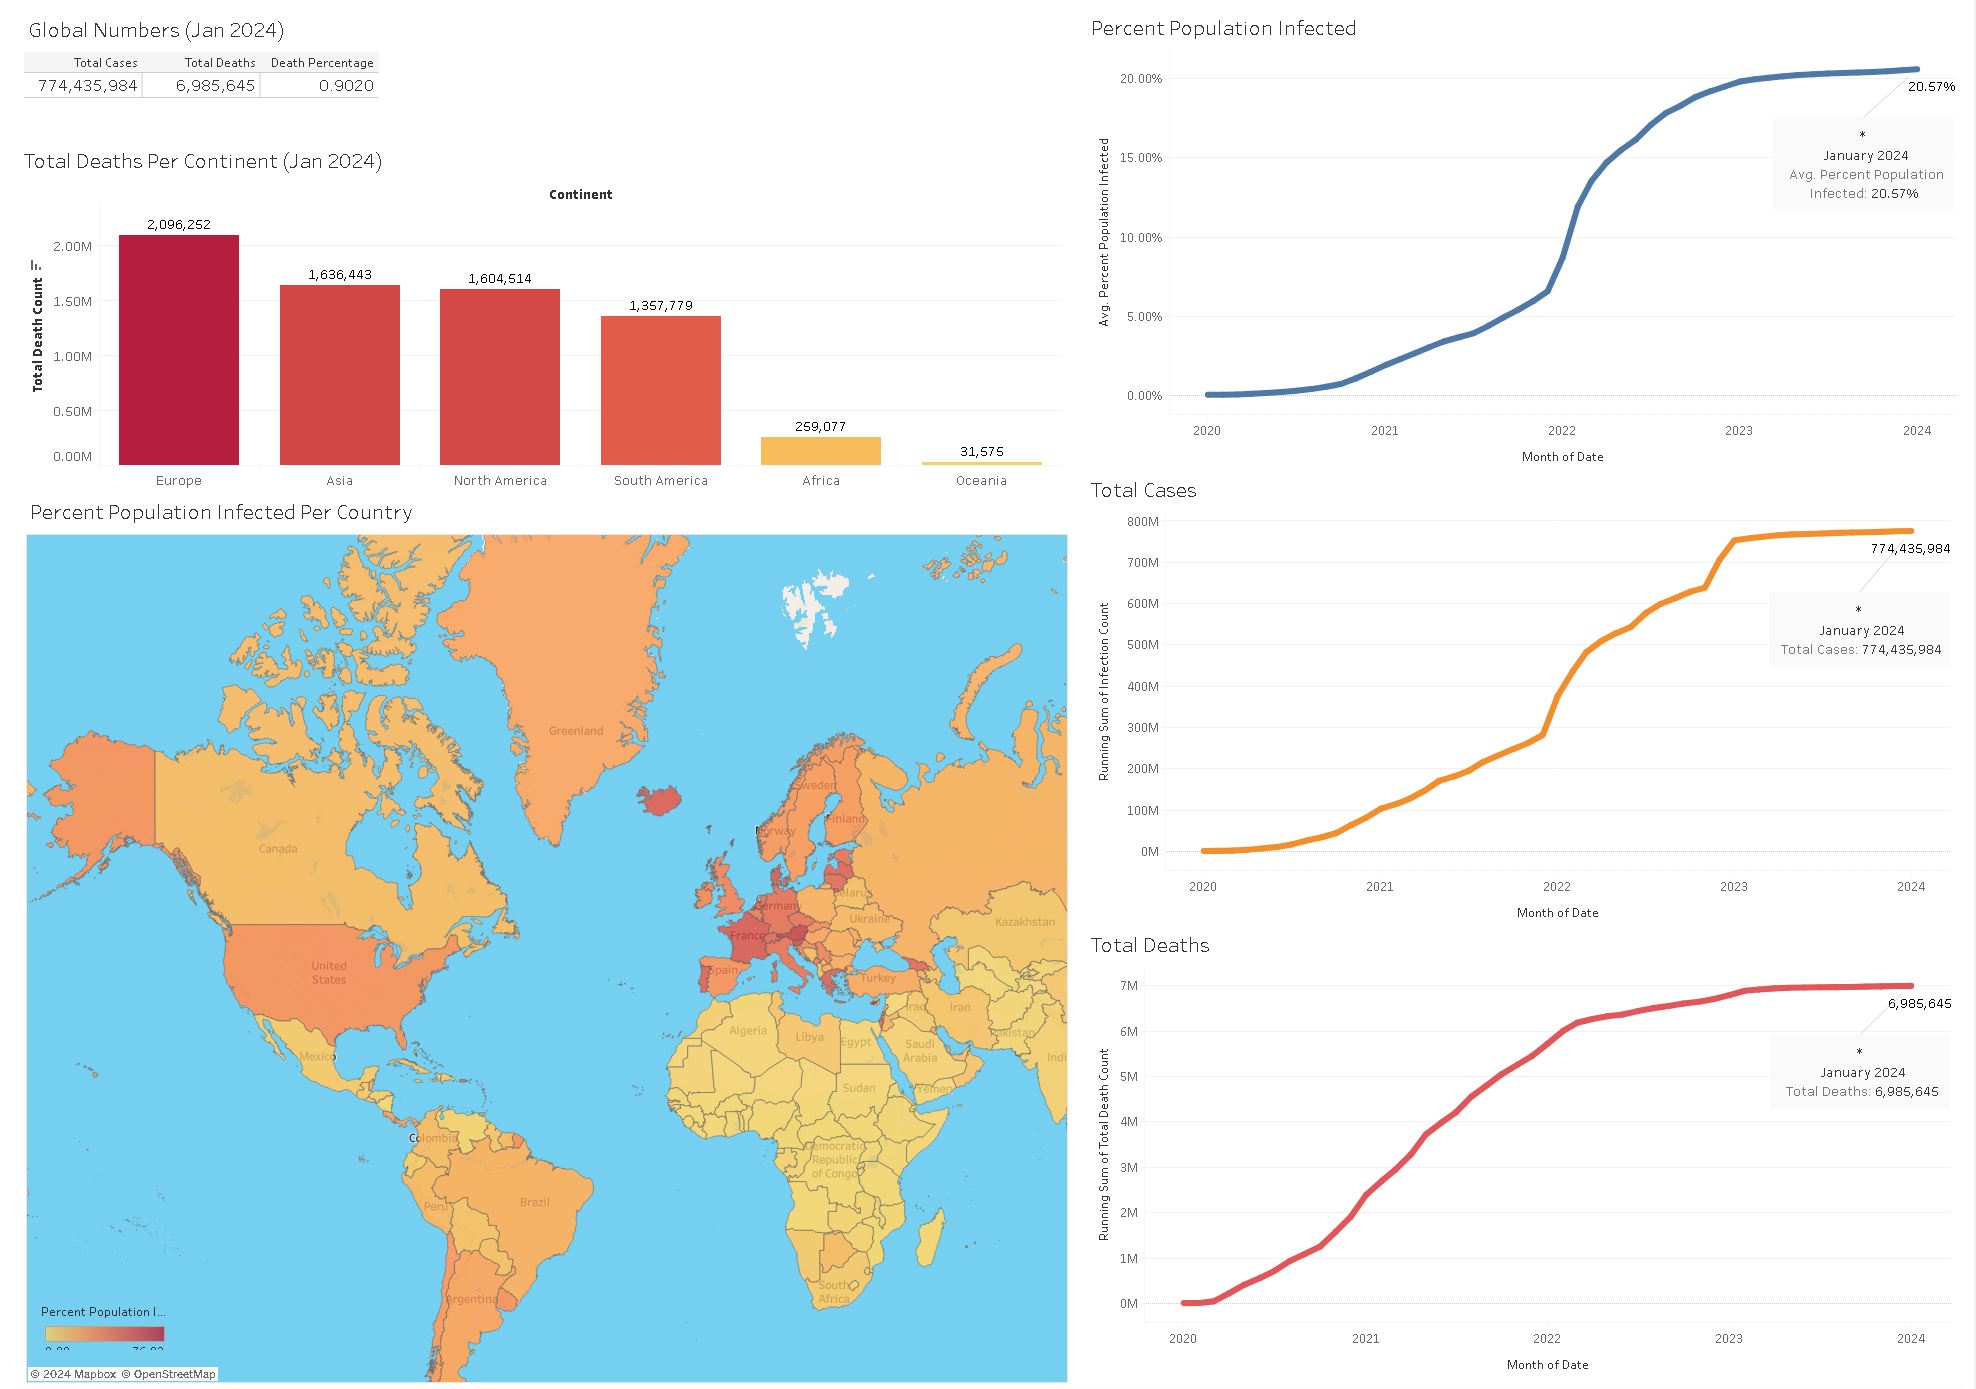 Global Numbers (Jan 2024)
Total Cases Total Deaths Death Percentage
774,435,984 6,985,645 0.9020
Total Deaths Per Continent (Jan 2024)
Continent
Total Death Count
2.00M
1.50M
1.00M
0.50M
0.00M
2,096,252
1,636,443
1,604,514
1,357,779
259,077
31,575
Europe Asia North America South America Africa Oceania
Percent Population Infected Per Country
Greenland
Sweden
Norway
Finland
Canada
Belarus
Germany
Ukraine
Kazakhstan
France
United
States
Spain
Turkey
Iraq
Iran
Algeria
Libya
Egypt
Pakistan
Saudi
Arabia
Indi
Mexico
Sudan
Yemen
Colombia
Democratic
Republic
of Congo
Brazil
Peru
South
Africa
Argentina
Percent Population I...
© 2024 Mapbox © OpenStreetMap
Percent Population Infected
Avg. Percent Population Infected
20.00%
15.00%
10.00%
5.00%
0.00%
20.57%
*
January 2024
Avg. Percent Population
Infected: 20.57%
2020 2021 2022 2023 2024
Month of Date
Total Cases
Running Sum of Infection Count
800M
700M
600M
500M
400M
300M
200M
100M
0M
774,435,984
*
January 2024
Total Cases: 774,435,984
2020 2021 2022 2023 2024
Month of Date
Total Deaths
Running Sum of Total Death Count
7M
6M
5M
4M
3M
2M
1M
0M
6,985,645
*
January 2024
Total Deaths: 6,985,645
2020 2021 2022 2023 2024
Month of Date